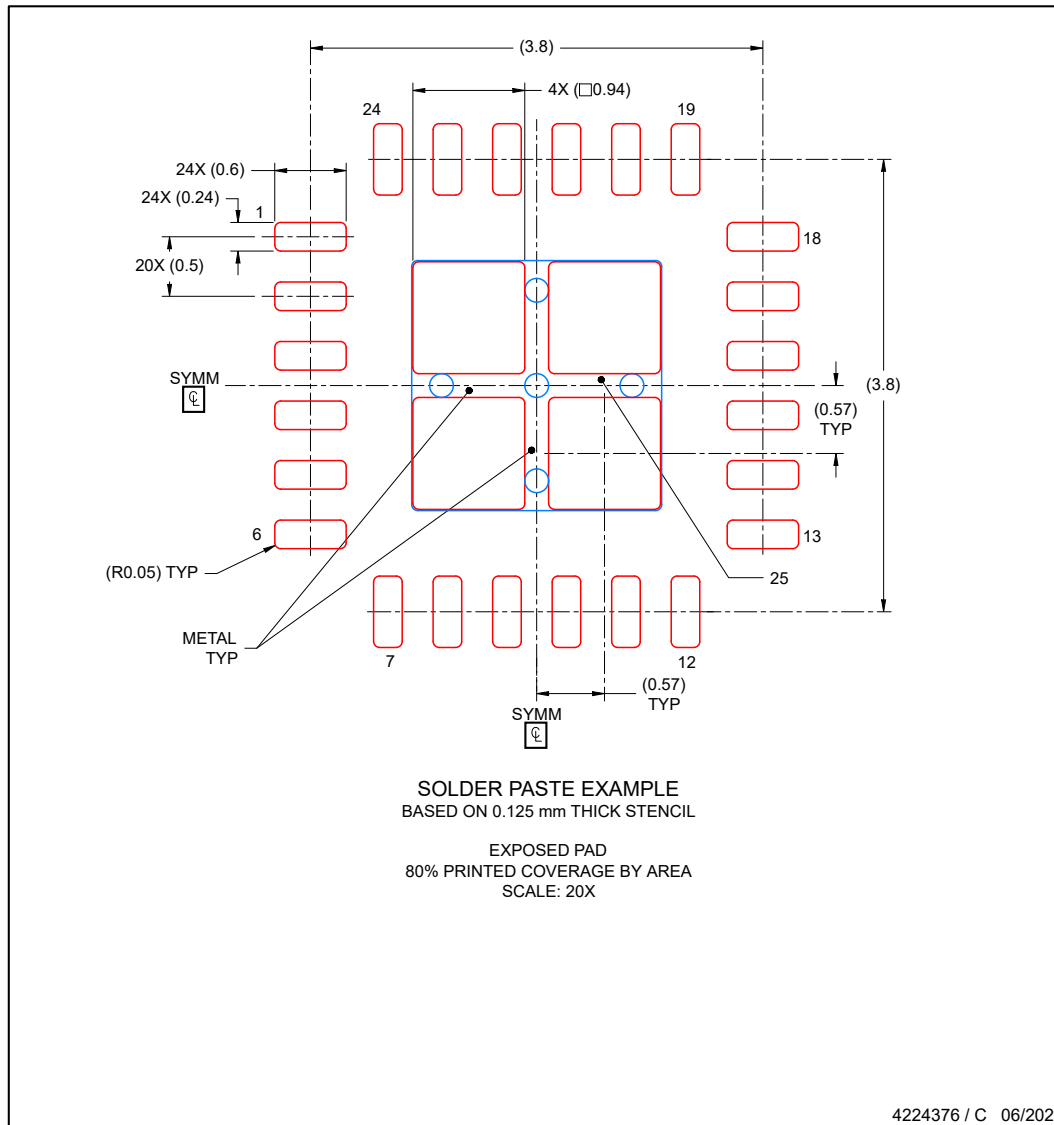 (3.8)
4X (□0.94)
24
19
24X (0.6)
24X (0.24)
1
18
20X (0.5)
SYMM
℄
(0.57)
TYP
(3.8)
6
13
(R0.05) TYP
25
METAL
TYP
7
12
(0.57)
TYP
SYMM
℄
SOLDER PASTE EXAMPLE
BASED ON 0.125 mm THICK STENCIL
EXPOSED PAD
80% PRINTED COVERAGE BY AREA
SCALE: 20X
4224376 / C 06/202